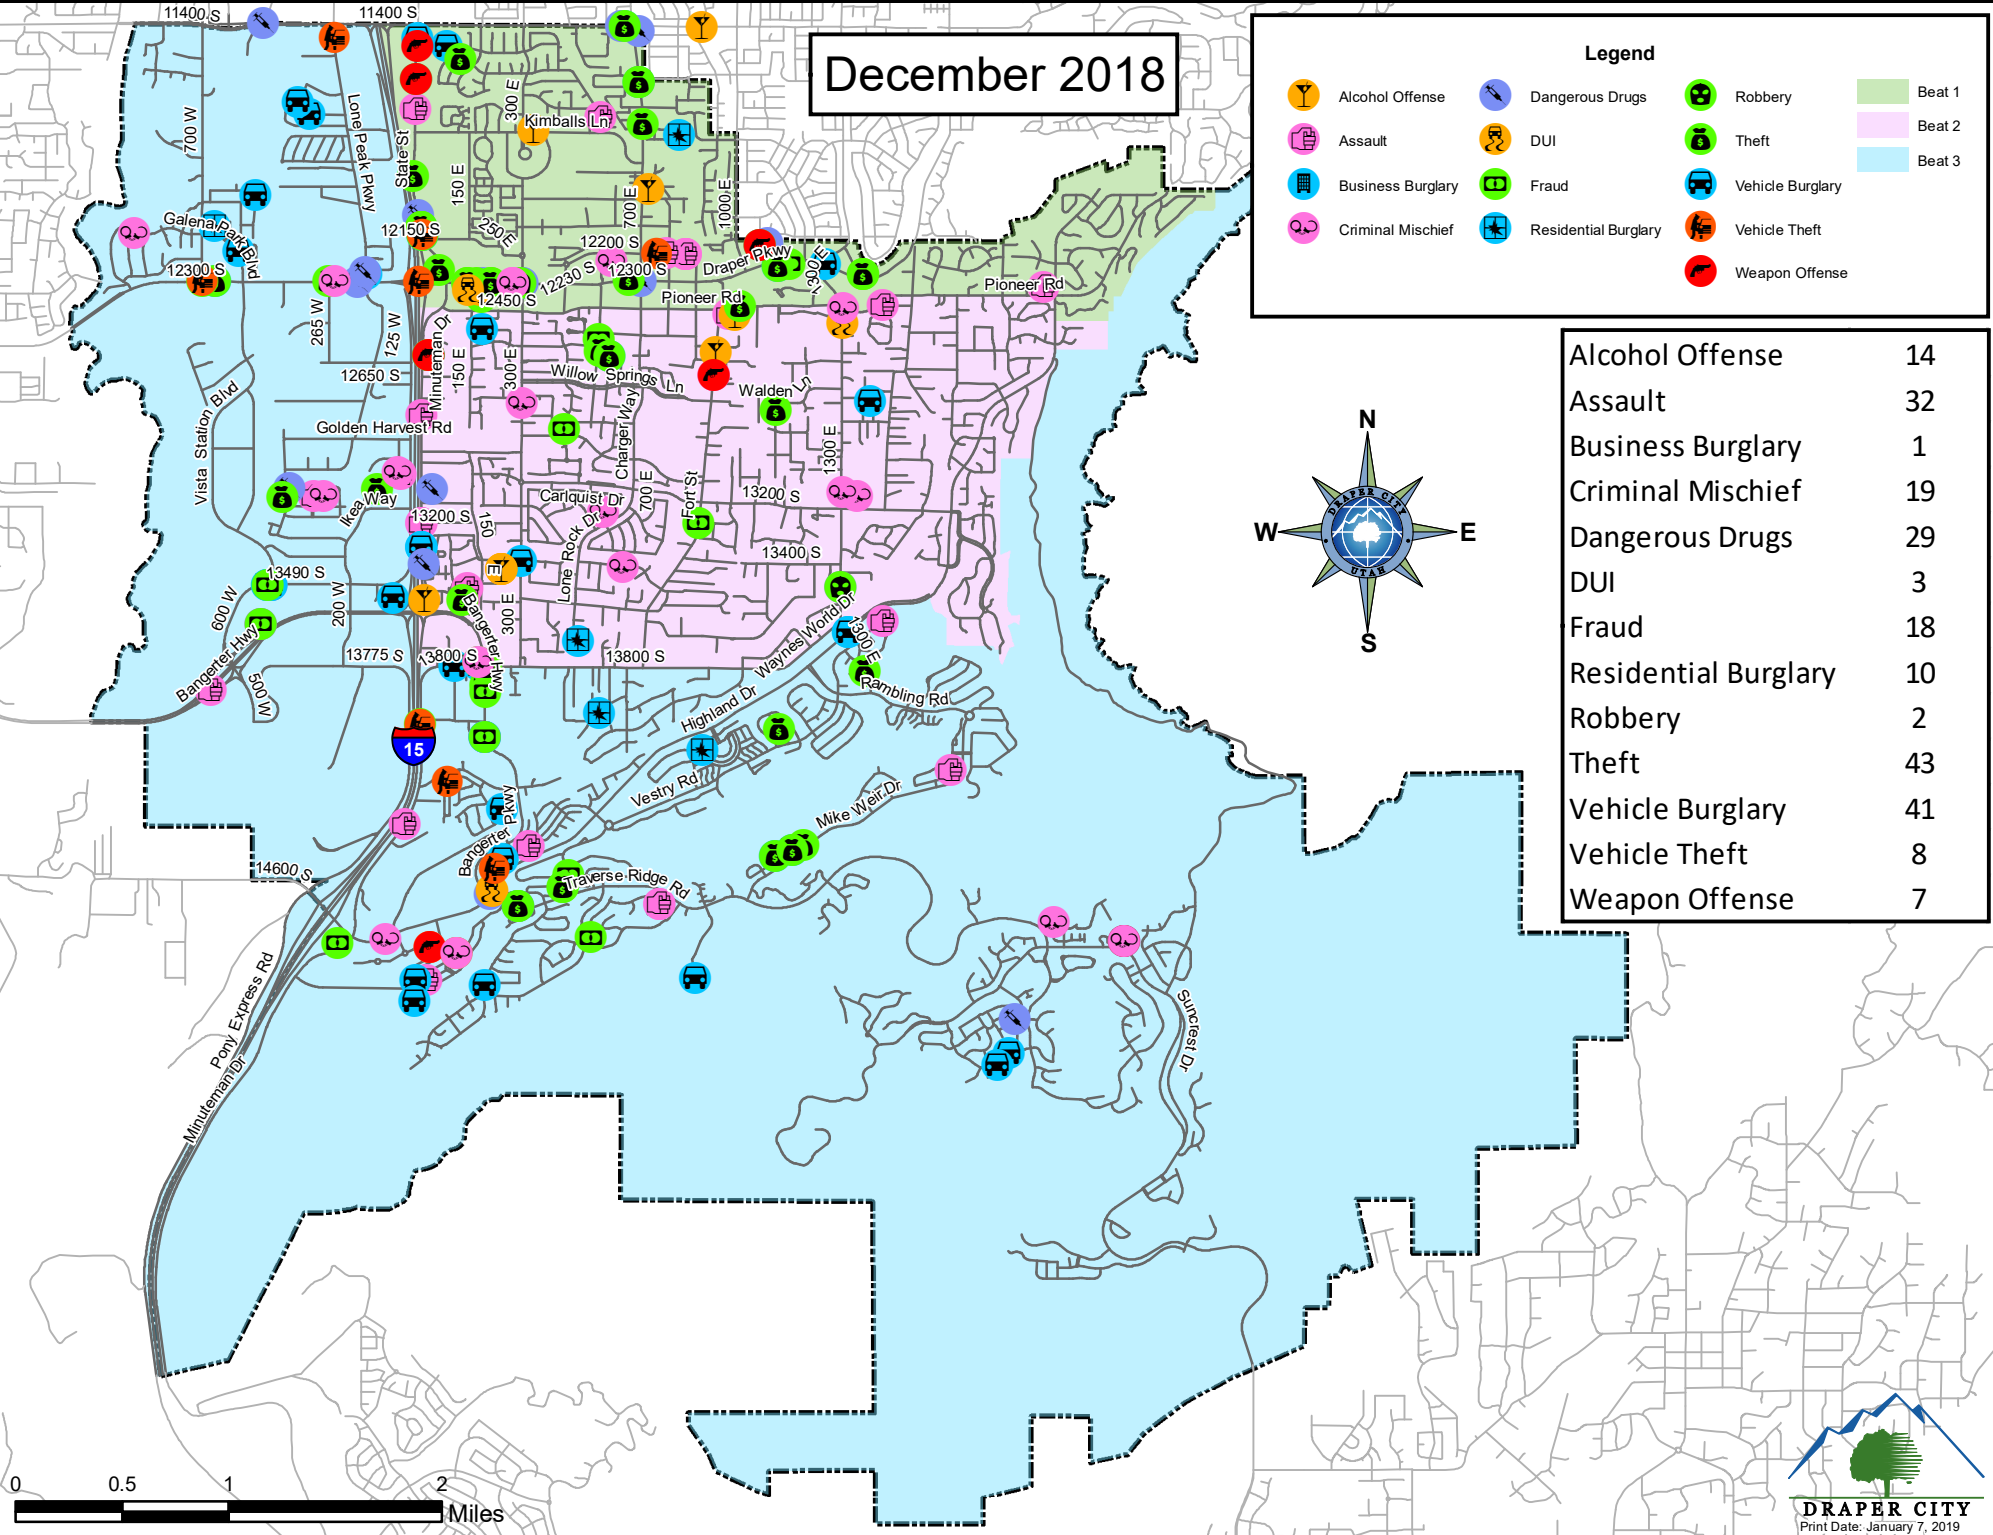 December 2018
Legend
Alcohol Offense
Assault
Business Burglary
Criminal Mischief
Dangerous Drugs
DUI
Fraud
Residential Burglary
Robbery
Theft
Vehicle Burglary
Vehicle Theft
Weapon Offense
Beat 1
Beat 2
Beat 3
Alcohol Offense 14
Assault 32
Business Burglary 1
Criminal Mischief 19
Dangerous Drugs 29
DUI 3
Fraud 18
Residential Burglary 10
Robbery 2
Theft 43
Vehicle Burglary 41
Vehicle Theft 8
Weapon Offense 7
11400 S
11400 S
700 W
Lone Peak Pkwy
State St
300 E
Kimballs Ln
150 E
700 E
1000 E
250 E
Galena Park Blvd
12150 S
12200 S
12300 S
12230 S
12300 S
Draper Pkwy
1300 E
12450 S
Pioneer Rd
Pioneer Rd
265 W
125 W
Minuteman Dr
150 E
300 E
12650 S
Willow Springs Ln
Walden Ln
Vista Station Blvd
Golden Harvest Rd
Charger Way
1300 E
Ikea Way
700 E
Fort St
Carlquist Dr
13200 S
13200 S
150 E
Lone Rock Dr
13400 S
13490 S
600 W
200 W
300 E
Bangerter Hwy
Bangerter Hwy
Waynes World Dr
1300 E
13775 S
13800 S
13800 S
500 W
Highland Dr
Rambling Rd
15
Vestry Rd
Mike Weir Dr
Bangerter Pkwy
14600 S
Traverse Ridge Rd
Pony Express Rd
Minuteman Dr
Suncrest Dr
N
W
E
S
DRAPER CITY
UTAH
0 0.5 1 2
Miles
DRAPER CITY
Print Date: January 7, 2019